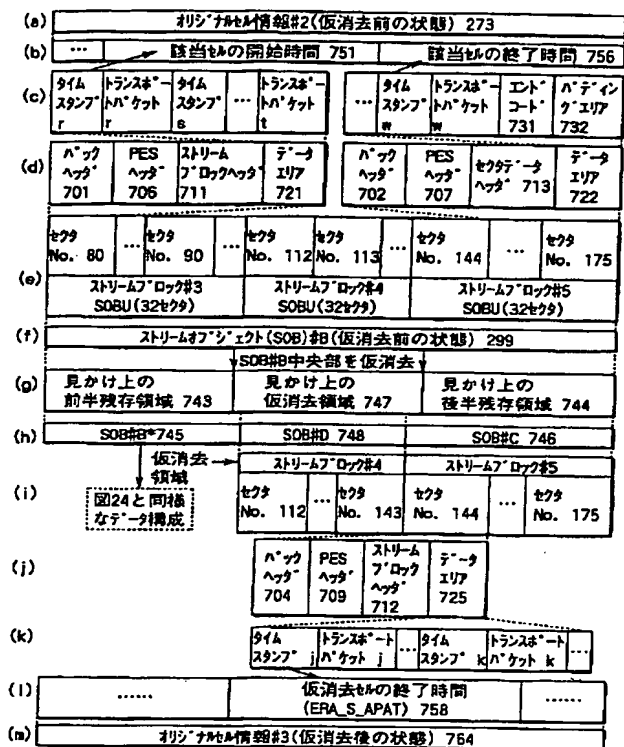 (a) オリジナルセル情報#2(仮消去前の状態) 273
(b) … 該当セルの開始時間 751 該当セルの終了時間 756
(c)
タイムスタンプ r
トランスポートパケット r
タイムスタンプ s
…
トランスポートパケット t
…
タイムスタンプ w
トランスポートパケット w
エンドコード 731
パディングエリア 732
(d)
パックヘッダ 701
PESヘッダ 706
ストリームブロックヘッダ 711
データエリア 721
パックヘッダ 702
PESヘッダ 707
セクタデータヘッダ 713
データエリア 722
(e)
セクタNo. 80
…
セクタNo. 90
…
セクタNo. 112
セクタNo. 113
…
セクタNo. 144
…
セクタNo. 175
ストリームブロック#3
SOBU(32セクタ)
ストリームブロック#4
SOBU(32セクタ)
ストリームブロック#5
SOBU(32セクタ)
(f) ストリームオブジェクト(SOB)#B(仮消去前の状態) 299
SOB#B中央部を仮消去
(g)
見かけ上の前半残存領域 743
見かけ上の仮消去領域 747
見かけ上の後半残存領域 744
(h) SOB#B*745 SOB#D 748 SOB#C 746
仮消去領域
図24と同様なデータ構成
(i)
ストリームブロック#4
ストリームブロック#5
セクタNo. 112
…
セクタNo. 143
セクタNo. 144
…
セクタNo. 175
(j)
パックヘッダ 704
PESヘッダ 709
ストリームブロックヘッダ 712
データエリア 725
(k)
タイムスタンプ j
トランスポートパケット j
…
タイムスタンプ k
トランスポートパケット k
…
(l)
……
仮消去セルの終了時間
(ERA_S_APAT) 758
……
(m) オリジナルセル情報#3(仮消去後の状態) 764